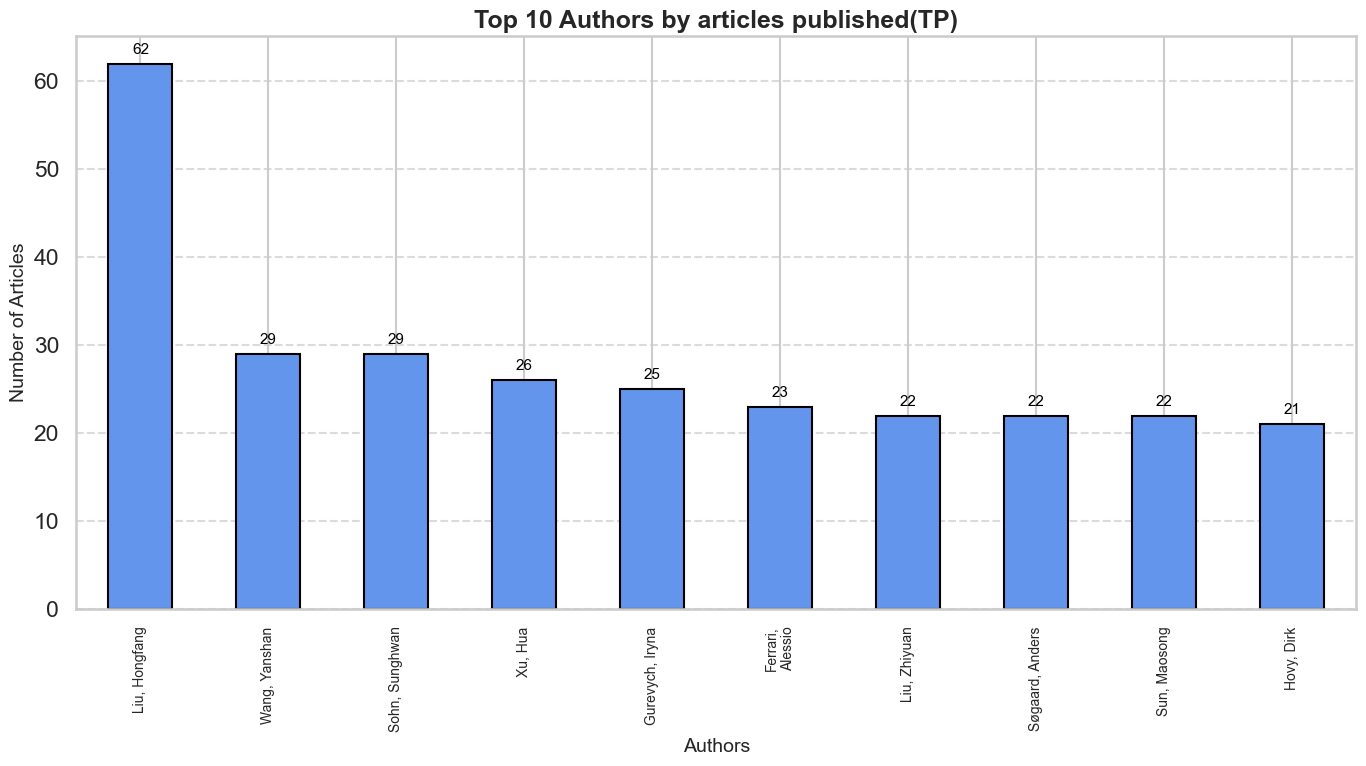 Top 10 Authors by articles published(TP)
Number of Articles
60
50
40
30
20
10
0
62
29
29
26
25
23
22
22
22
21
Liu, Hongfang
Wang, Yanshan
Sohn, Sunghwan
Xu, Hua
Gurevych, Iryna
Ferrari,
Alessio
Liu, Zhiyuan
Søgaard, Anders
Sun, Maosong
Hovy, Dirk
Authors